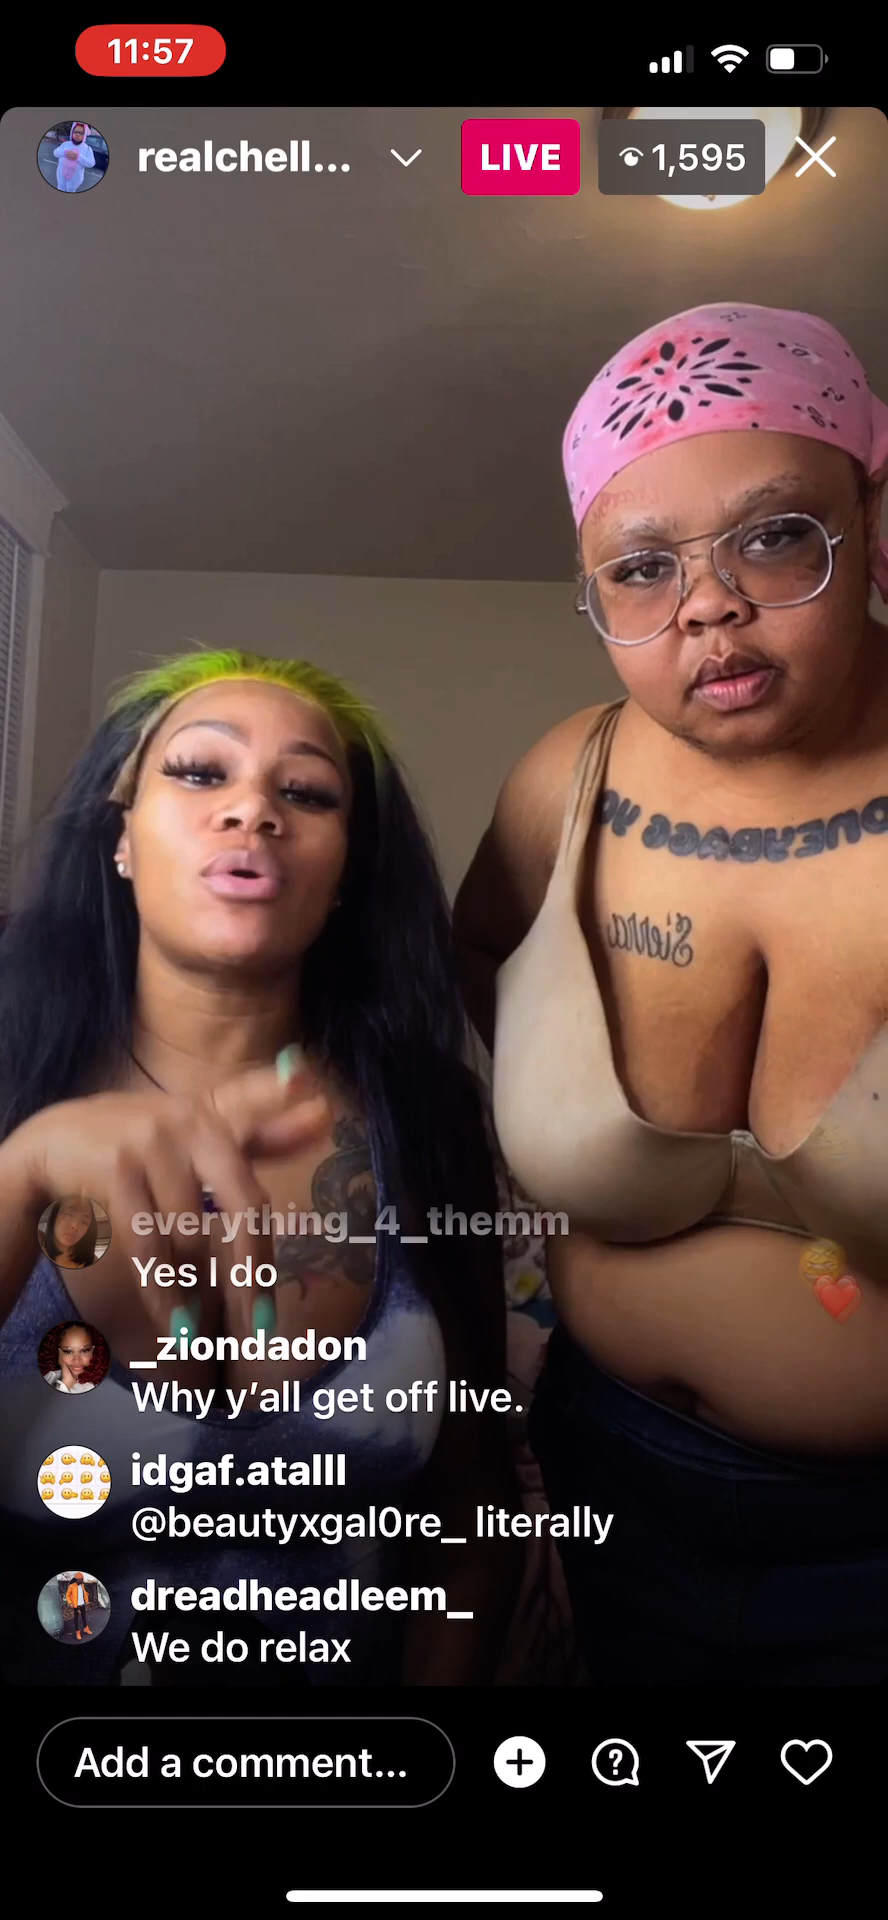 11:57
realchell...
LIVE
1,595
Sierra
everything_4_themm
Yes I do
_ziondadon
Why y’all get off live.
idgaf.atalll
@beautyxgal0re_ literally
dreadheadleem_
We do relax
Add a comment...